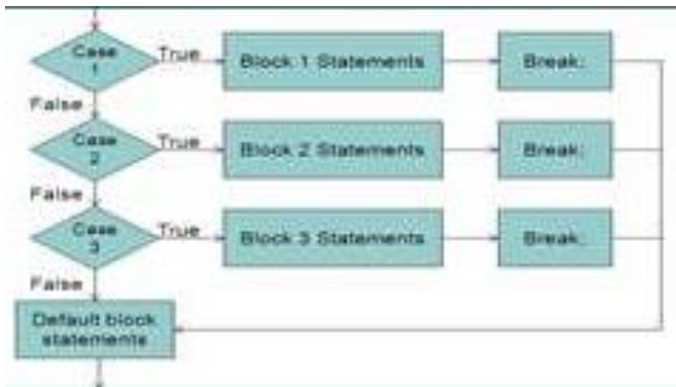 Case
1
True
Block 1 Statements
Break;
False
Case
2
True
Block 2 Statements
Break;
False
Case
3
True
Block 3 Statements
Break;
False
Default block
statements